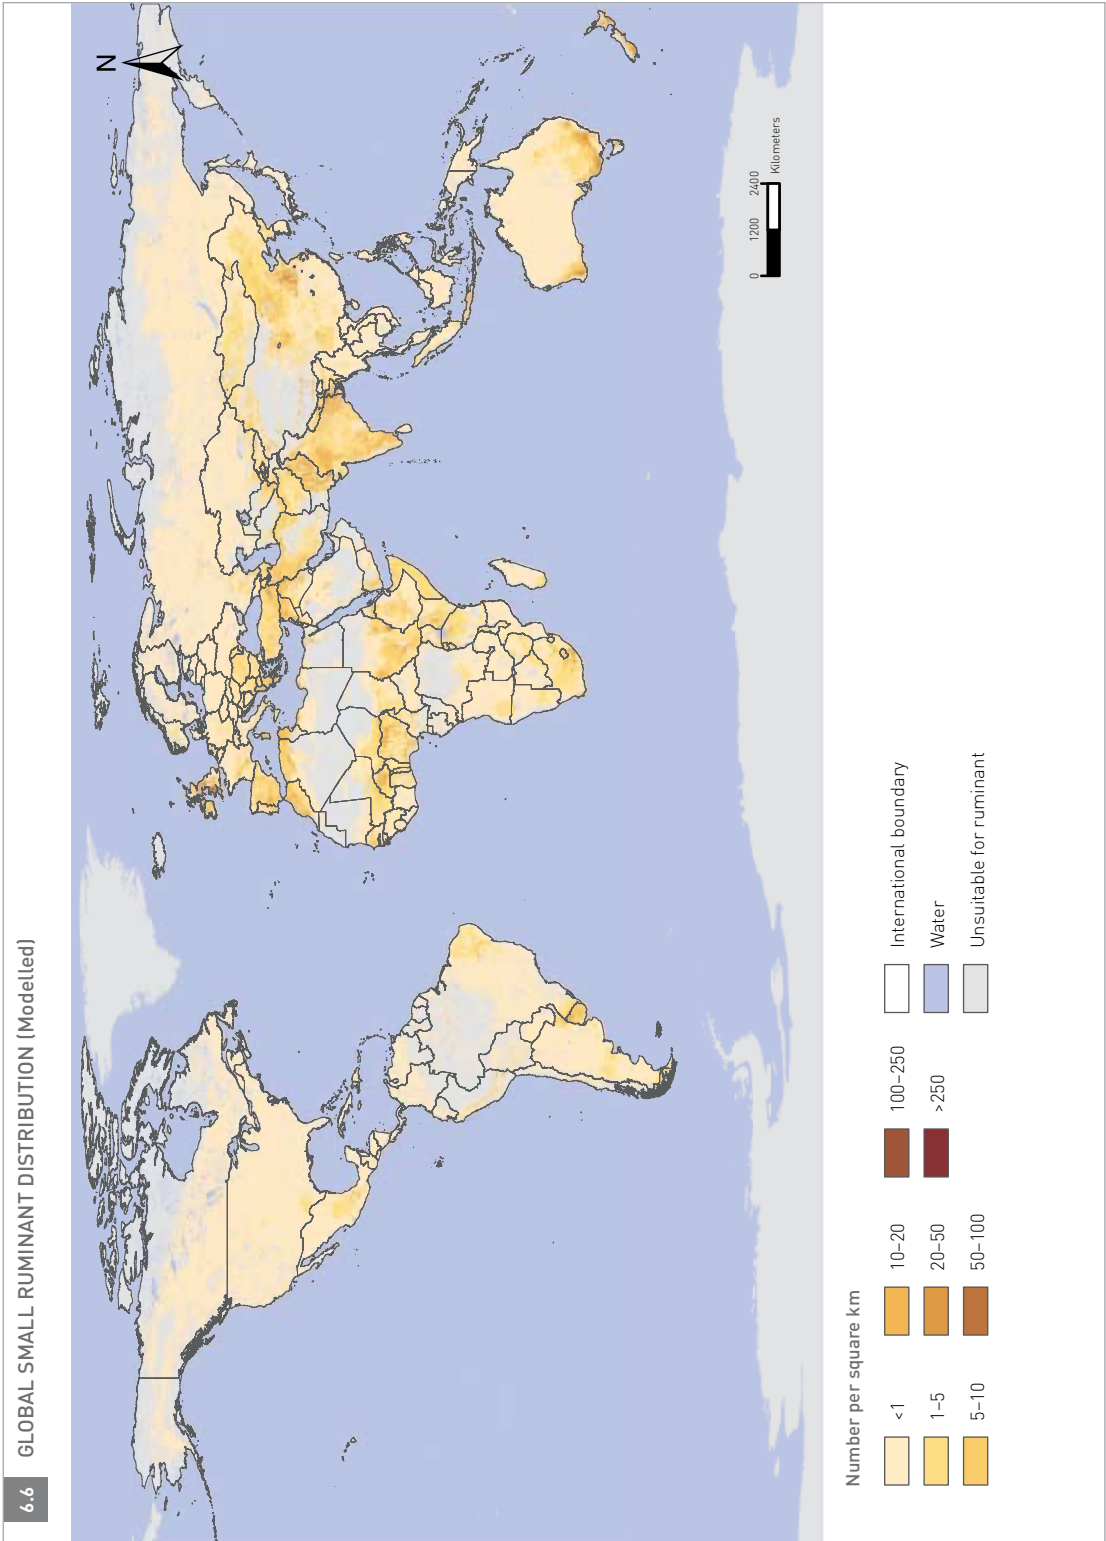 6.6 GLOBAL SMALL RUMINANT DISTRIBUTION (Modelled)
N
0 1200 2400
Kilometers
Number per square km
<1 10–20 100–250 International boundary
1–5 20–50 >250 Water
5–10 50–100 Unsuitable for ruminant